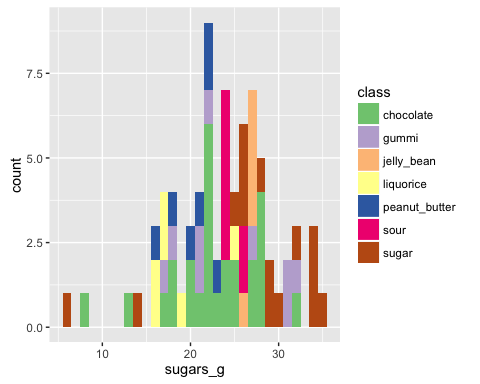 7.5
5.0
2.5
0.0
10
20
30
sugars_g
count
class
chocolate
gummi
jelly_bean
liquorice
peanut_butter
sour
sugar